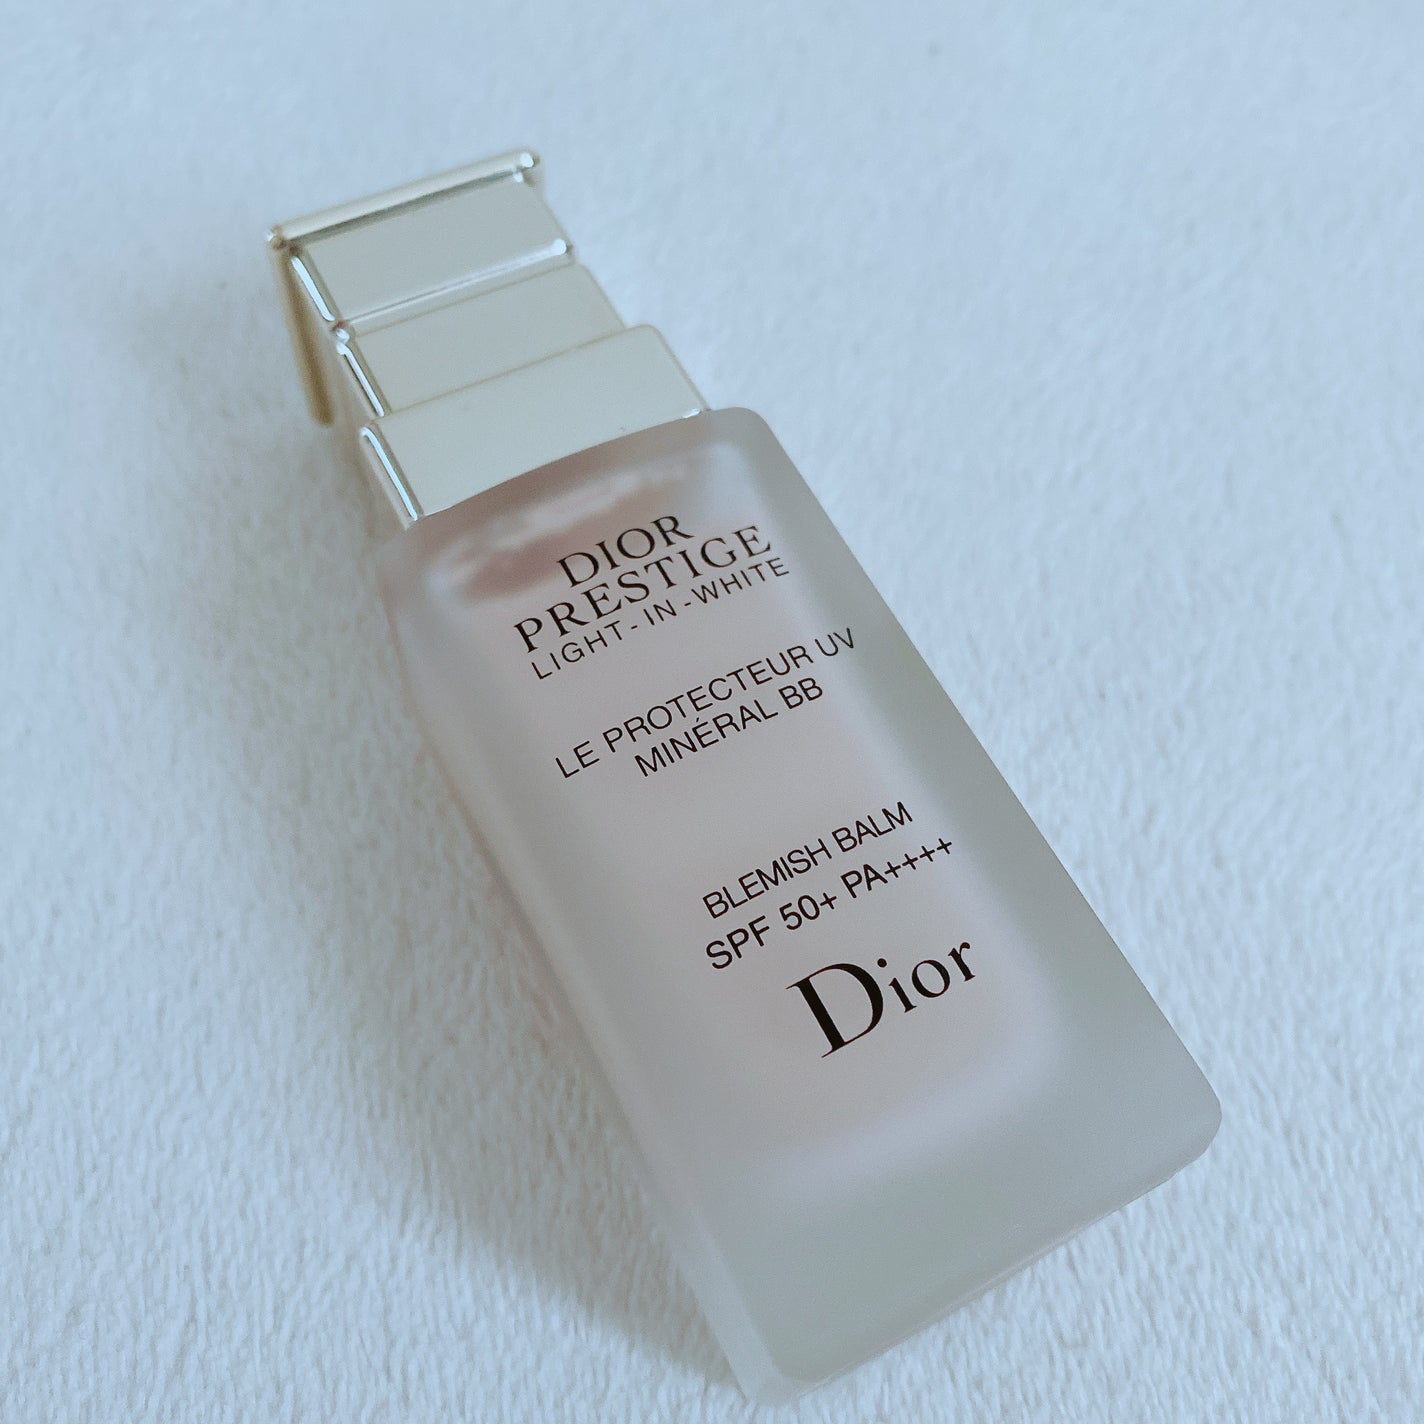 DIOR
PRESTIGE
LIGHT-IN-WHITE
LE PROTECTEUR UV
MINÉRAL BB
BLEMISH BALM
SPF 50+ PA++++
Dior